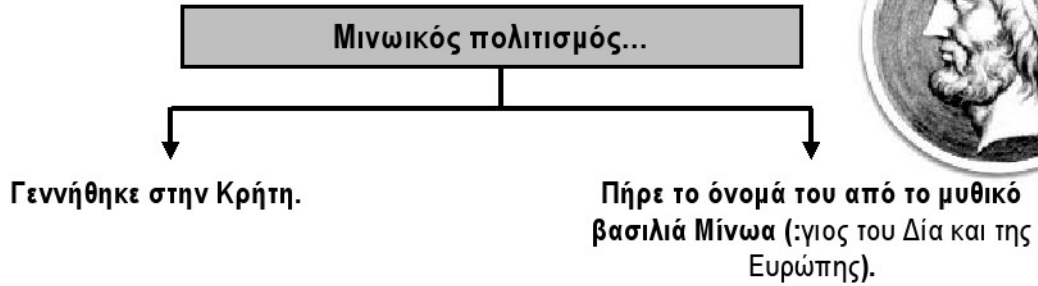 Μινωικός πολιτισμός...
Γεννήθηκε στην Κρήτη.
Πήρε το όνομά του από το μυθικό
βασιλιά Μίνωα (:γιος του Δία και της
Ευρώπης).